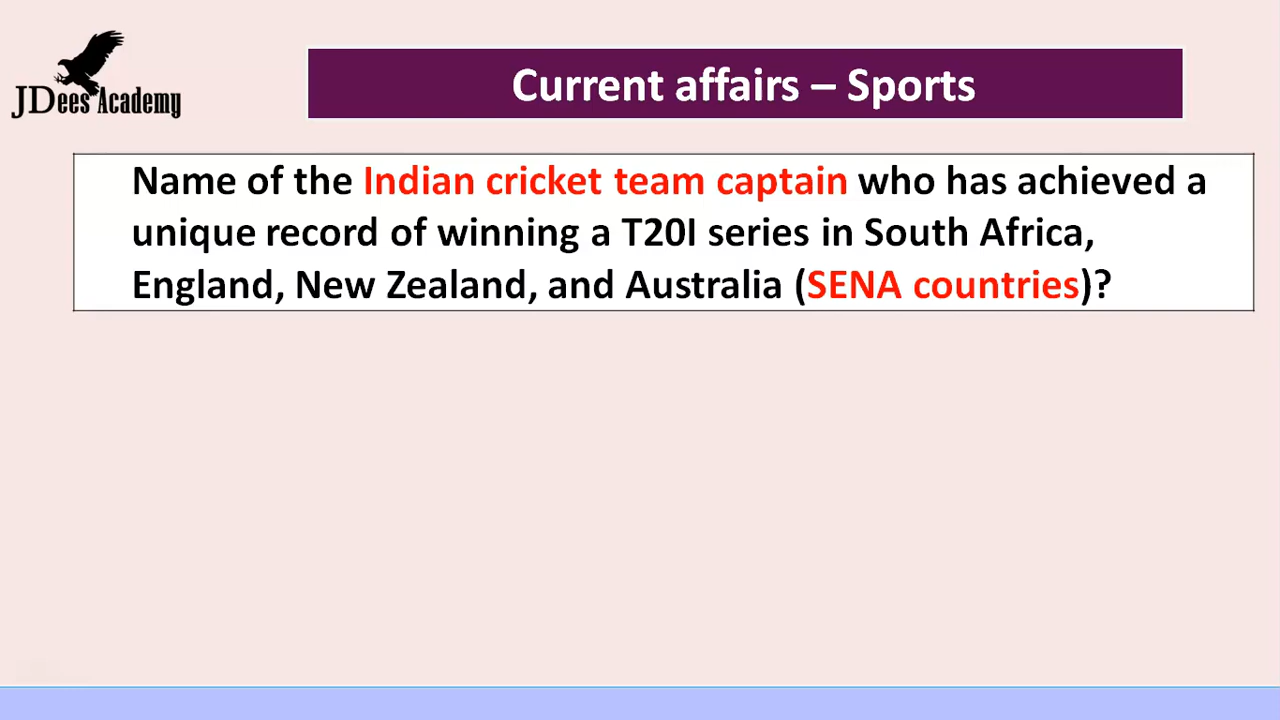 JDees Academy
Current affairs – Sports
Name of the Indian cricket team captain who has achieved a
unique record of winning a T20I series in South Africa,
England, New Zealand, and Australia (SENA countries)?